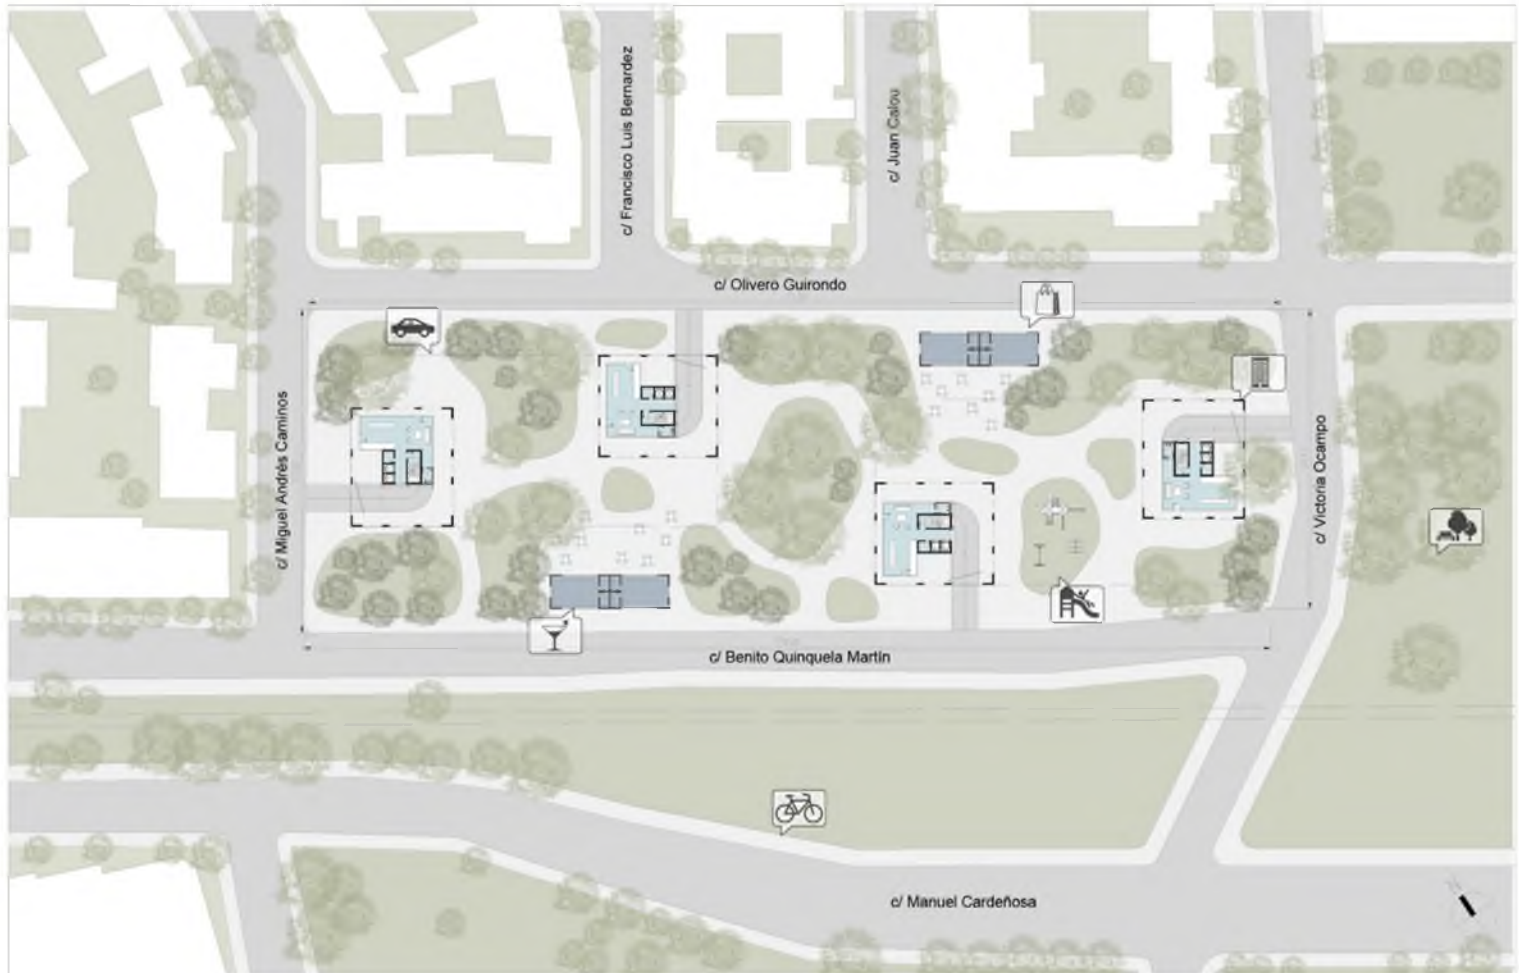 c/ Francisco Luis Bernardez
c/ Juan Calou
c/ Olivero Guirondo
c/ Miguel Andrés Caminos
c/ Victoria Ocampo
c/ Benito Quinquela Martín
c/ Manuel Cardeñosa